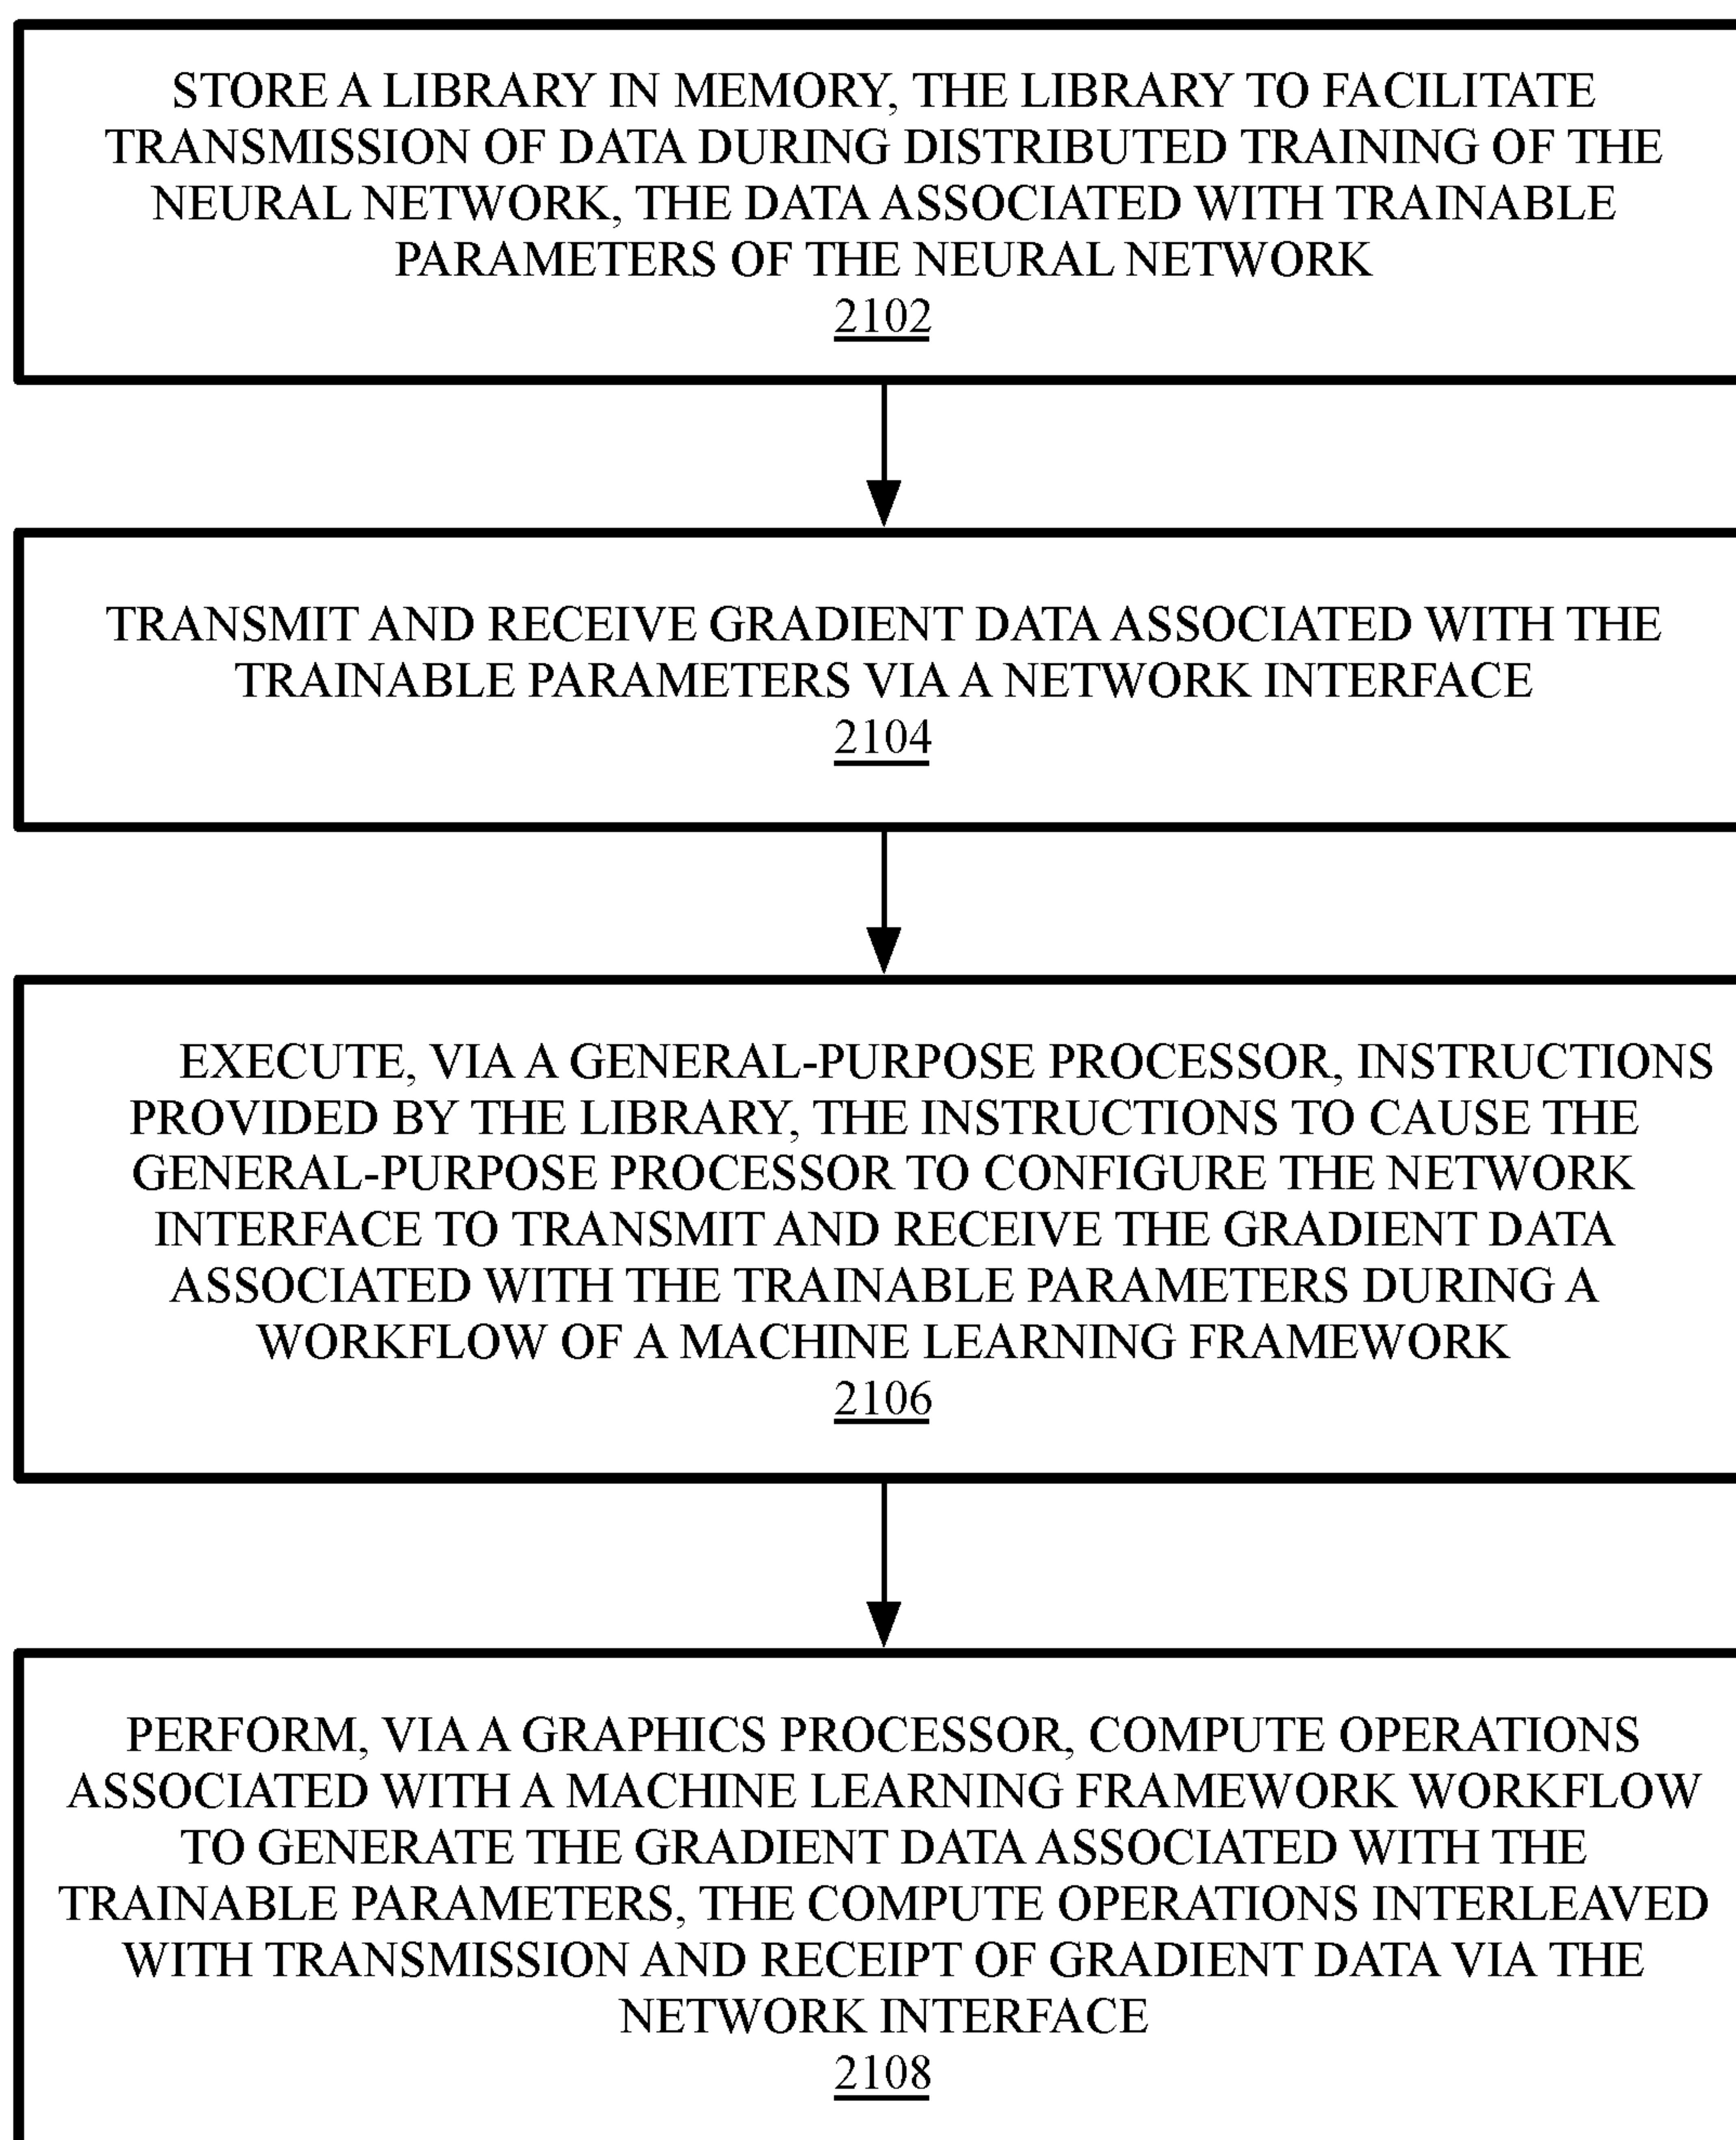 STORE A LIBRARY IN MEMORY, THE LIBRARY TO FACILITATE
TRANSMISSION OF DATA DURING DISTRIBUTED TRAINING OF THE
NEURAL NETWORK, THE DATA ASSOCIATED WITH TRAINABLE
PARAMETERS OF THE NEURAL NETWORK
2102
TRANSMIT AND RECEIVE GRADIENT DATA ASSOCIATED WITH THE
TRAINABLE PARAMETERS VIA A NETWORK INTERFACE
2104
EXECUTE, VIA A GENERAL-PURPOSE PROCESSOR, INSTRUCTIONS
PROVIDED BY THE LIBRARY, THE INSTRUCTIONS TO CAUSE THE
GENERAL-PURPOSE PROCESSOR TO CONFIGURE THE NETWORK
INTERFACE TO TRANSMIT AND RECEIVE THE GRADIENT DATA
ASSOCIATED WITH THE TRAINABLE PARAMETERS DURING A
WORKFLOW OF A MACHINE LEARNING FRAMEWORK
2106
PERFORM, VIA A GRAPHICS PROCESSOR, COMPUTE OPERATIONS
ASSOCIATED WITH A MACHINE LEARNING FRAMEWORK WORKFLOW
TO GENERATE THE GRADIENT DATA ASSOCIATED WITH THE
TRAINABLE PARAMETERS, THE COMPUTE OPERATIONS INTERLEAVED
WITH TRANSMISSION AND RECEIPT OF GRADIENT DATA VIA THE
NETWORK INTERFACE
2108